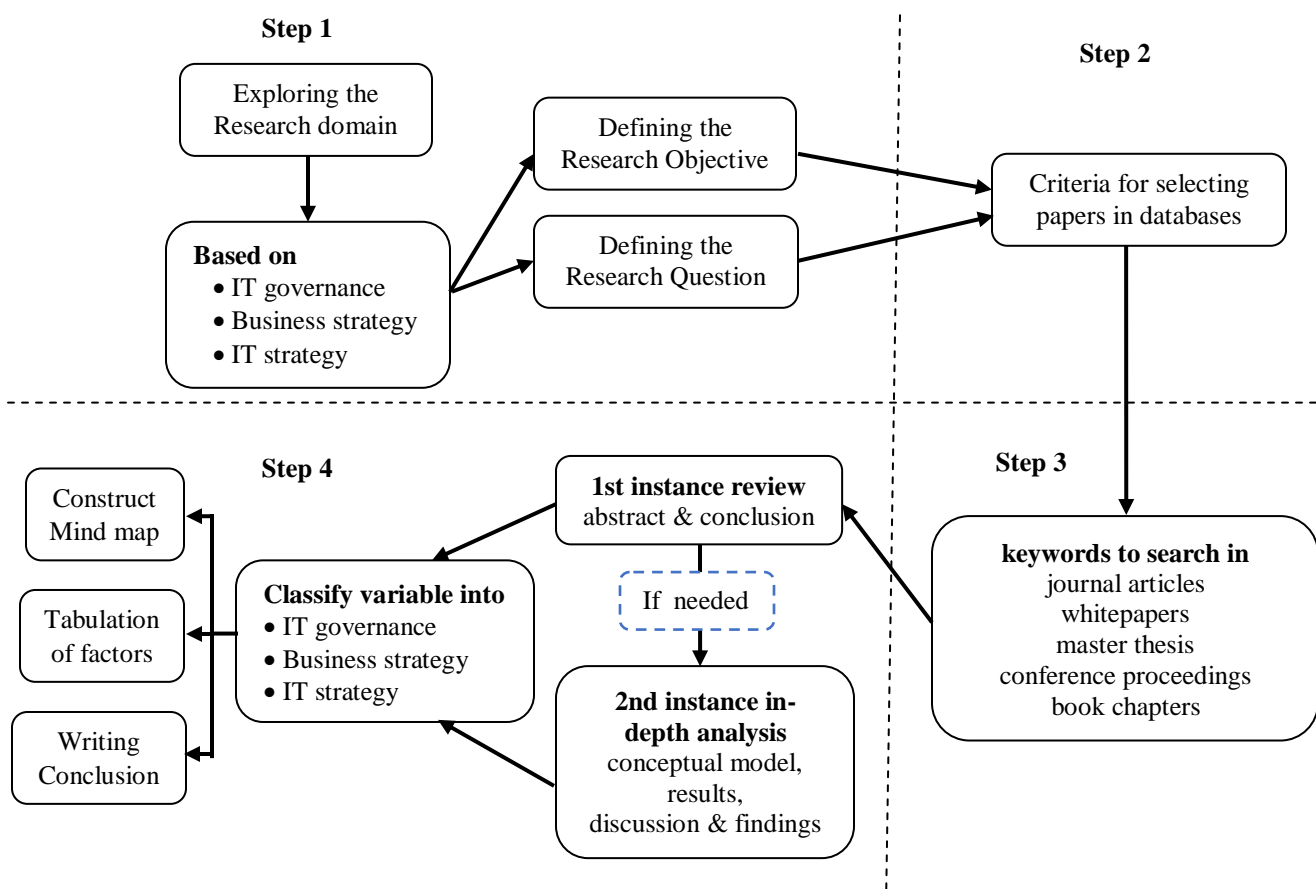 Step 1
Exploring the
Research domain
Based on
• IT governance
• Business strategy
• IT strategy
Defining the
Research Objective
Defining the
Research Question
Step 2
Criteria for selecting
papers in databases
Step 3
keywords to search in
journal articles
whitepapers
master thesis
conference proceedings
book chapters
Step 4
1st instance review
abstract & conclusion
If needed
2nd instance in-
depth analysis
conceptual model,
results,
discussion & findings
Classify variable into
• IT governance
• Business strategy
• IT strategy
Construct
Mind map
Tabulation
of factors
Writing
Conclusion